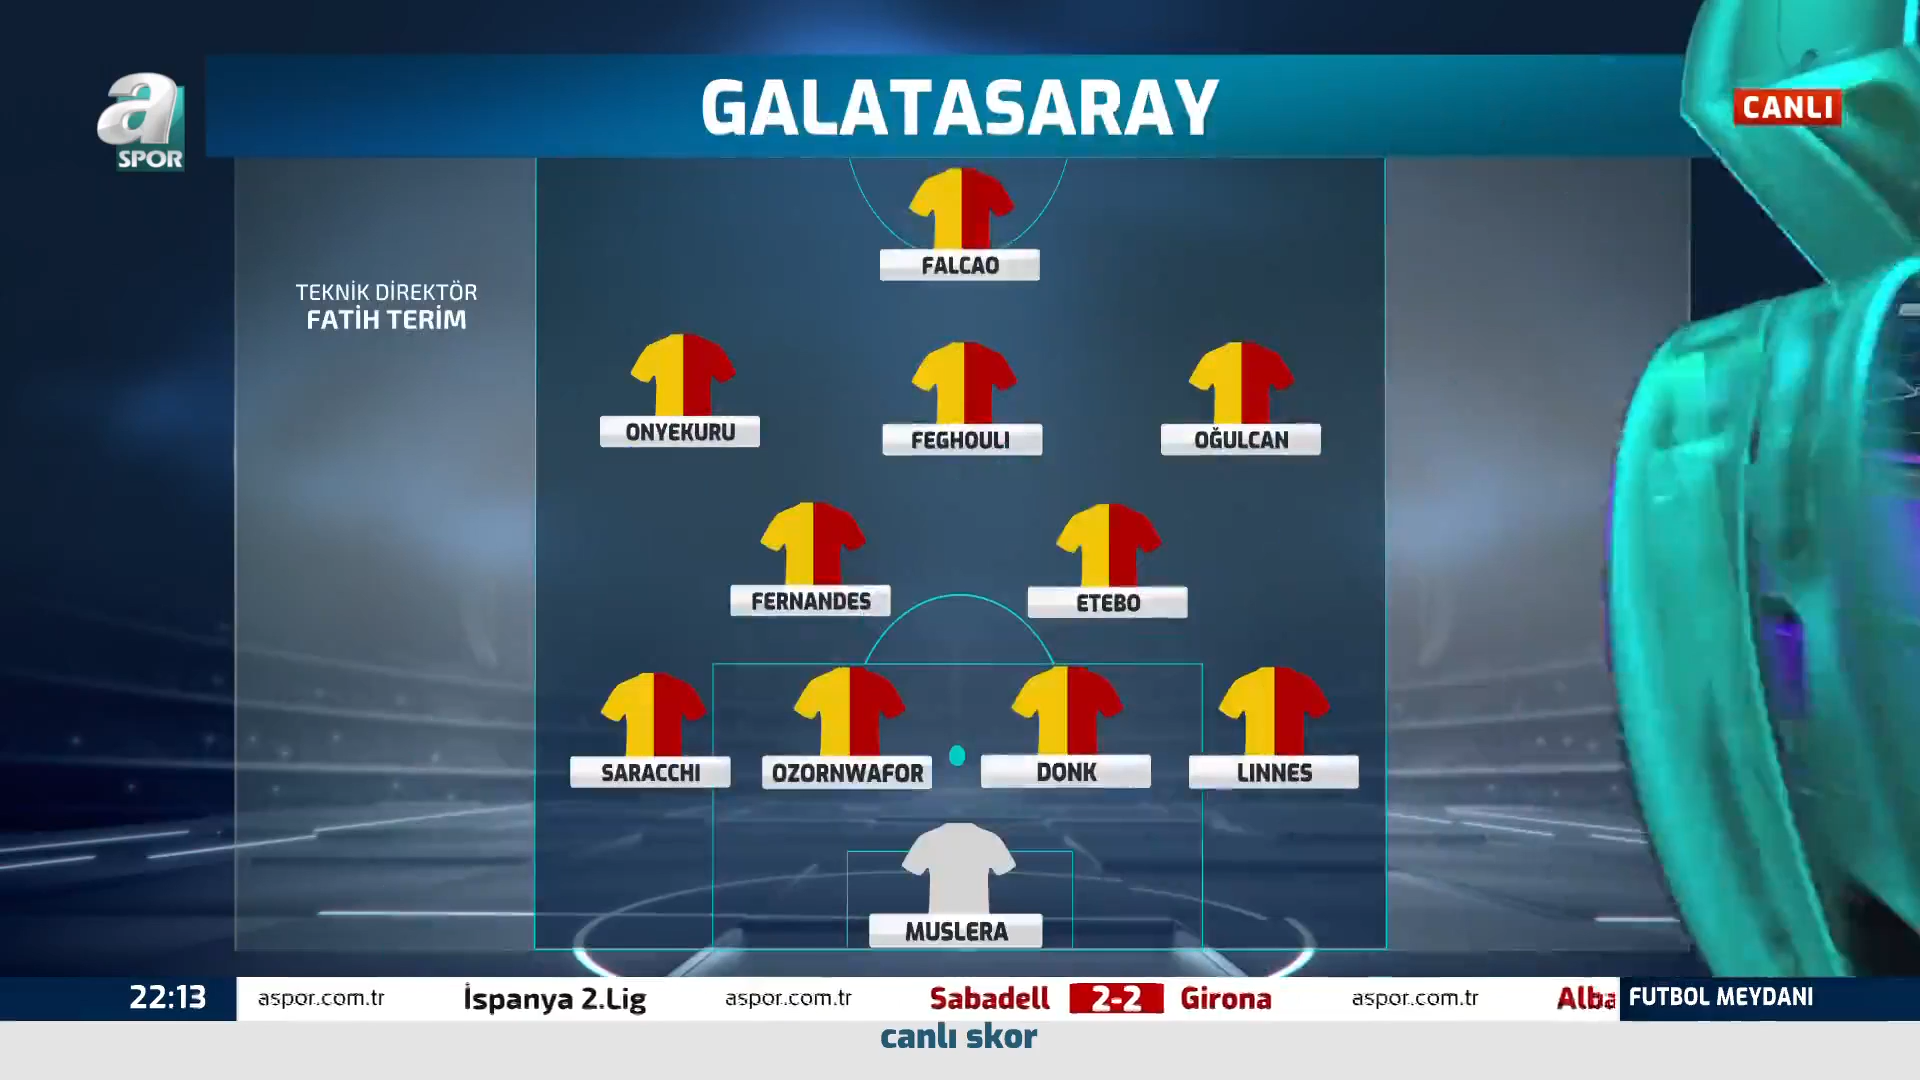 GALATASARAY
a
SPOR
CANLI
FALCAO
TEKNİK DİREKTÖR
FATİH TERİM
ONYEKURU
FEGHOULI
OĞULCAN
FERNANDES
ETEBO
SARACCHI
OZORNWAFOR
DONK
LINNES
MUSLERA
22:13
aspor.com.tr İspanya 2.Lig aspor.com.tr Sabadell 2-2 Girona aspor.com.tr
FUTBOL MEYDANI
canlı skor